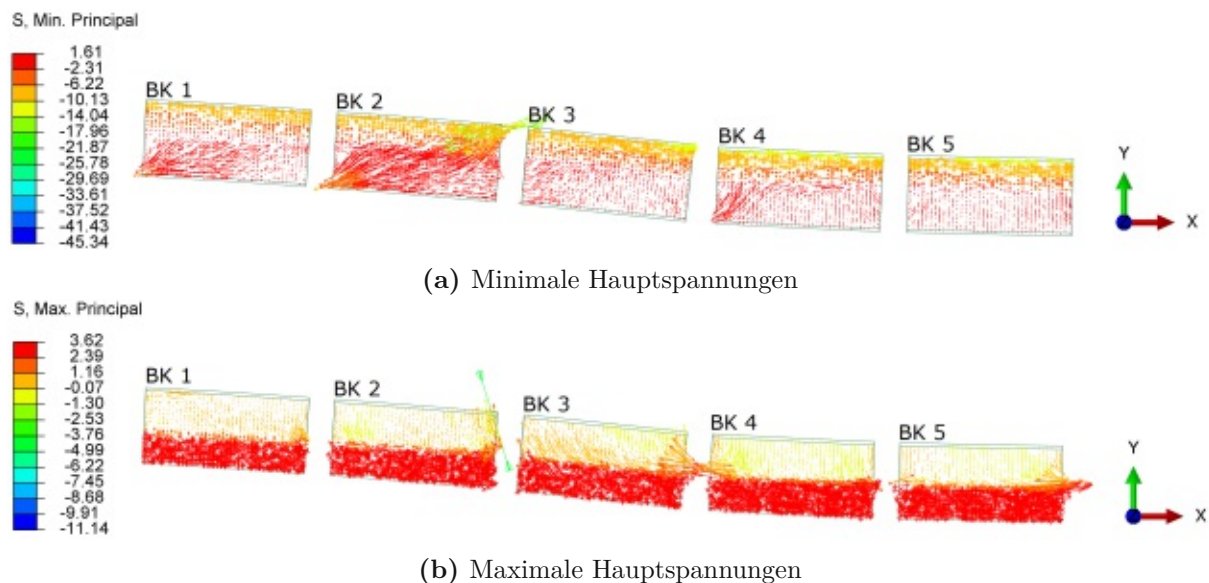 S, Min. Principal
1.61
-2.31
-6.22
-10.13
-14.04
-17.96
-21.87
-25.78
-29.69
-33.61
-37.52
-41.43
-45.34
BK 1
BK 2
BK 3
BK 4
BK 5
Y
X
(a) Minimale Hauptspannungen
S, Max. Principal
3.62
2.39
1.16
-0.07
-1.30
-2.53
-3.76
-4.99
-6.22
-7.45
-8.68
-9.91
-11.14
BK 1
BK 2
BK 3
BK 4
BK 5
Y
X
(b) Maximale Hauptspannungen